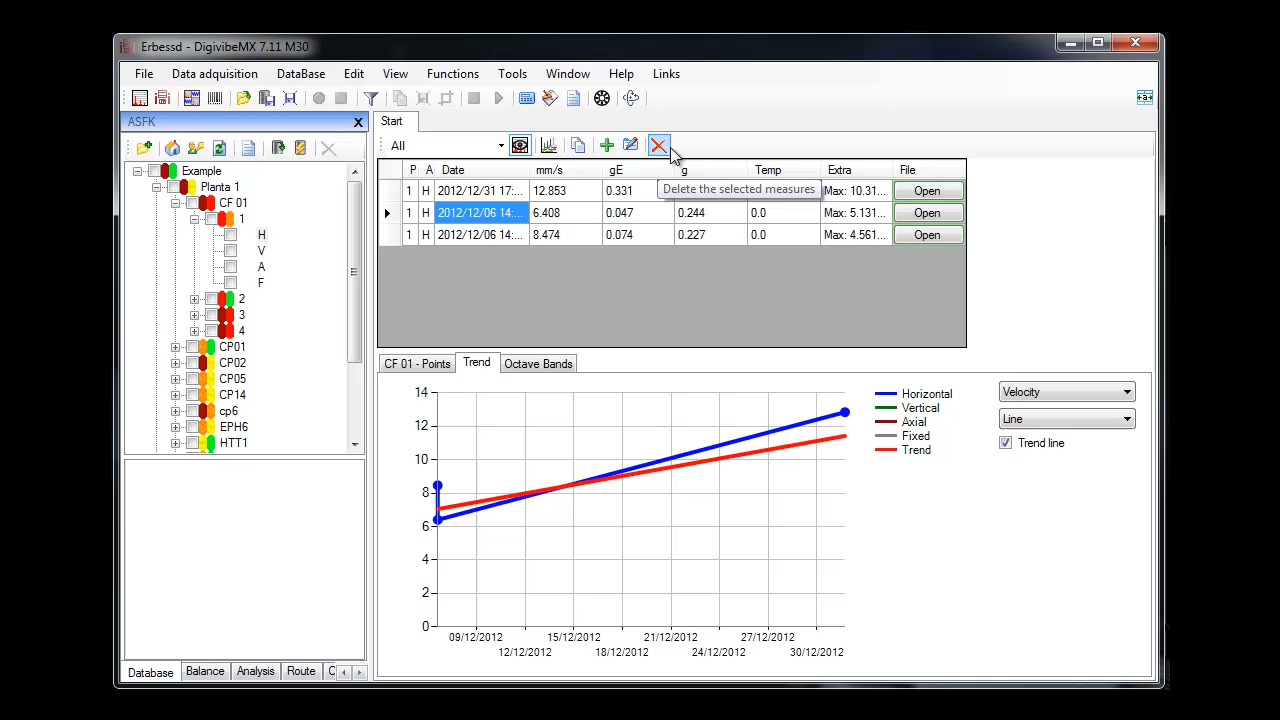 Erbessd - DigivibeMX 7.11 M30
File Data adquisition DataBase Edit View Functions Tools Window Help Links
ASFK X
Start
All
P A Date mm/s gE g Temp Extra File
1 H 2012/12/31 17:... 12.853 0.331 Max: 10.31... Open
Delete the selected measures
1 H 2012/12/06 14:... 6.408 0.047 0.244 0.0 Max: 5.131... Open
1 H 2012/12/06 14:... 8.474 0.074 0.227 0.0 Max: 4.561... Open
Example
Planta 1
CF 01
1
H
V
A
F
2
3
4
CP01
CP02
CP05
CP14
cp6
EPH6
HTT1
CF 01 - Points Trend Octave Bands
14
12
10
8
6
4
2
0
09/12/2012 15/12/2012 21/12/2012 27/12/2012
12/12/2012 18/12/2012 24/12/2012 30/12/2012
Horizontal
Vertical
Axial
Fixed
Trend
Velocity
Line
Trend line
Database Balance Analysis Route